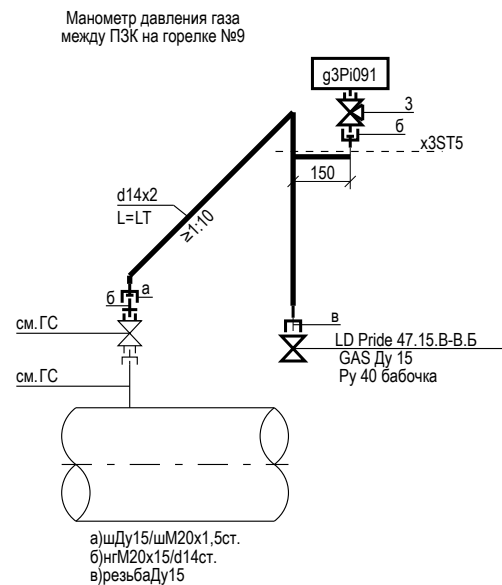 Манометр давления газа
между ПЗК на горелке №9
g3Pi091
3
б
x3ST5
150
d14x2
L=LT
≥1:10
а
б
см.ГС
в
LD Pride 47.15.В-В.Б
GAS Ду 15
Ру 40 бабочка
см.ГС
а)шДу15/шМ20х1,5ст.
б)нгМ20х15/d14ст.
в)резьбаДу15